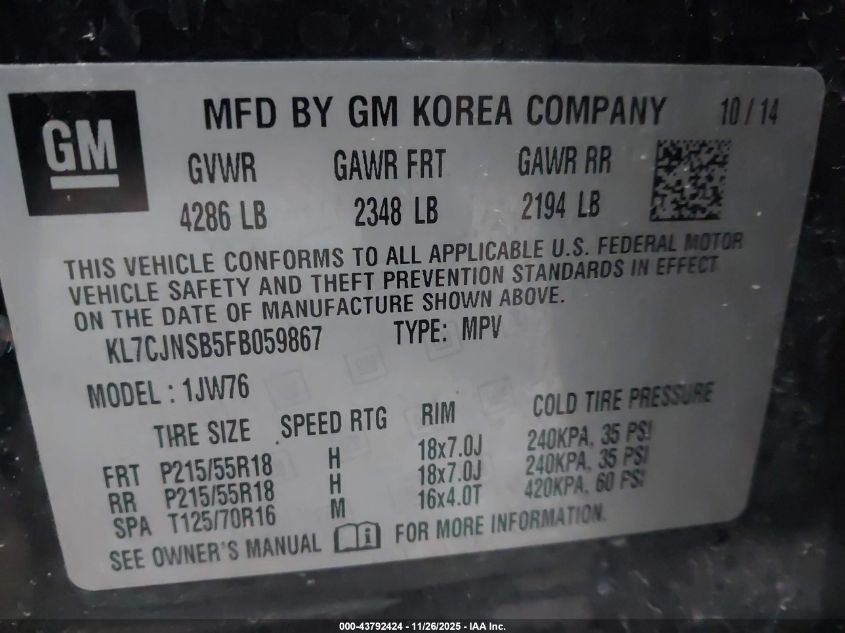 GM
MFD BY GM KOREA COMPANY 10/14
GVWR GAWR FRT GAWR RR
4286 LB 2348 LB 2194 LB
THIS VEHICLE CONFORMS TO ALL APPLICABLE U.S. FEDERAL MOTOR
VEHICLE SAFETY AND THEFT PREVENTION STANDARDS IN EFFECT
ON THE DATE OF MANUFACTURE SHOWN ABOVE.
KL7CJNSB5FB059867 TYPE: MPV
MODEL : 1JW76
TIRE SIZE SPEED RTG RIM COLD TIRE PRESSURE
FRT P215/55R18 H 18x7.0J 240KPA, 35 PSI
RR P215/55R18 H 18x7.0J 240KPA, 35 PSI
SPA T125/70R16 M 16x4.0T 420KPA, 60 PSI
SEE OWNER'S MANUAL i FOR MORE INFORMATION.
000-43792424 - 11/26/2025 - IAA Inc.